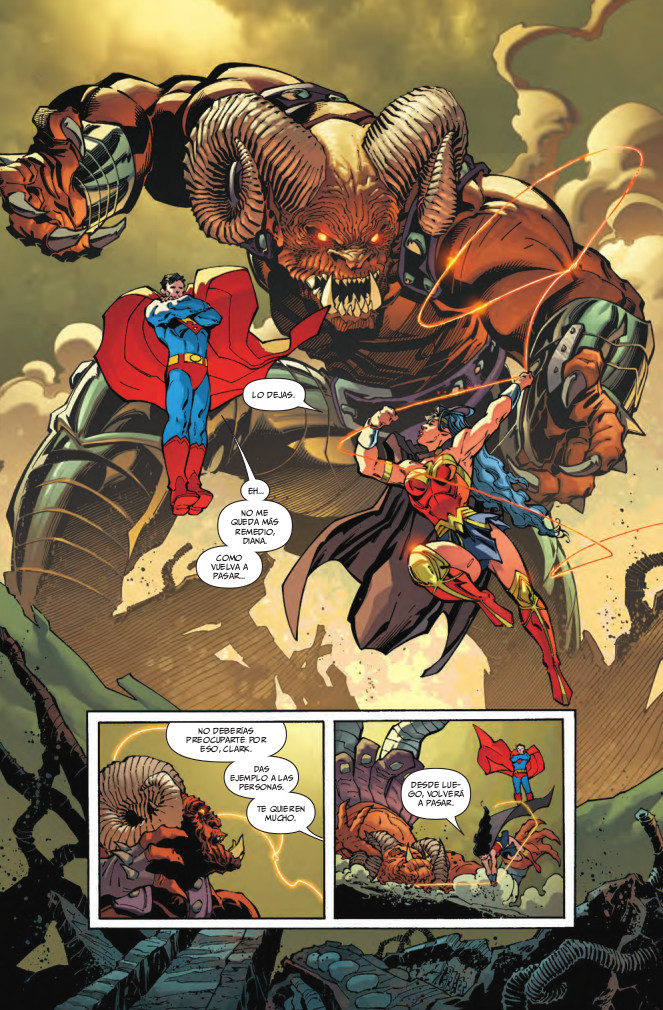 LO DEJAS.
EH...
NO ME
QUEDA MÁS
REMEDIO,
DIANA.
COMO
VUELVA A
PASAR...
NO DEBERÍAS
PREOCUPARTE POR
ESO, CLARK.
DAS
EJEMPLO A LAS
PERSONAS.
TE QUIEREN
MUCHO.
DESDE LUE-
GO, VOLVERÁ
A PASAR.